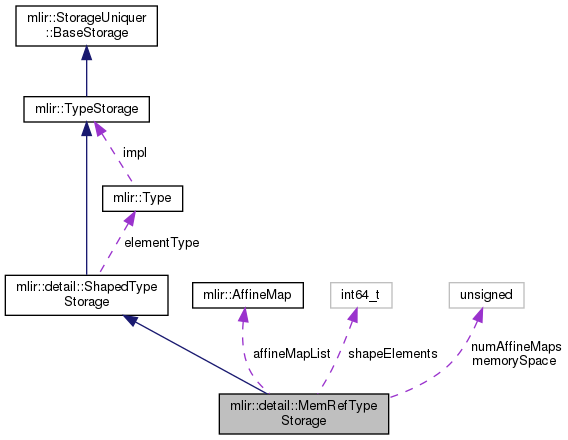 mlir::StorageUniquer
::BaseStorage
mlir::TypeStorage
impl
mlir::Type
elementType
mlir::detail::ShapedType
Storage
mlir::AffineMap
int64_t
unsigned
affineMapList
shapeElements
numAffineMaps
memorySpace
mlir::detail::MemRefType
Storage